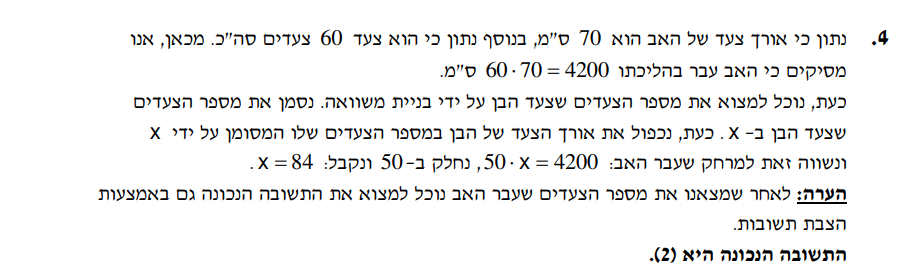 4. נתון כי אורך צעד של האב הוא 70 ס"מ, בנוסף נתון כי הוא צעד 60 צעדים סה"כ. מכאן, אנו
מסיקים כי האב עבר בהליכתו 60·70 = 4200 ס"מ.
כעת, נוכל למצוא את מספר הצעדים שצעד הבן על ידי בניית משוואה. נסמן את מספר הצעדים
שצעד הבן ב- x . כעת, נכפול את אורך הצעד של הבן במספר הצעדים שלו המסומן על ידי x
ונשווה זאת למרחק שעבר האב: 50·x = 4200, נחלק ב-50 ונקבל: x = 84 .
הערה: לאחר שמצאנו את מספר הצעדים שעבר האב נוכל למצוא את התשובה הנכונה גם באמצעות
הצבת תשובות.
התשובה הנכונה היא (2).